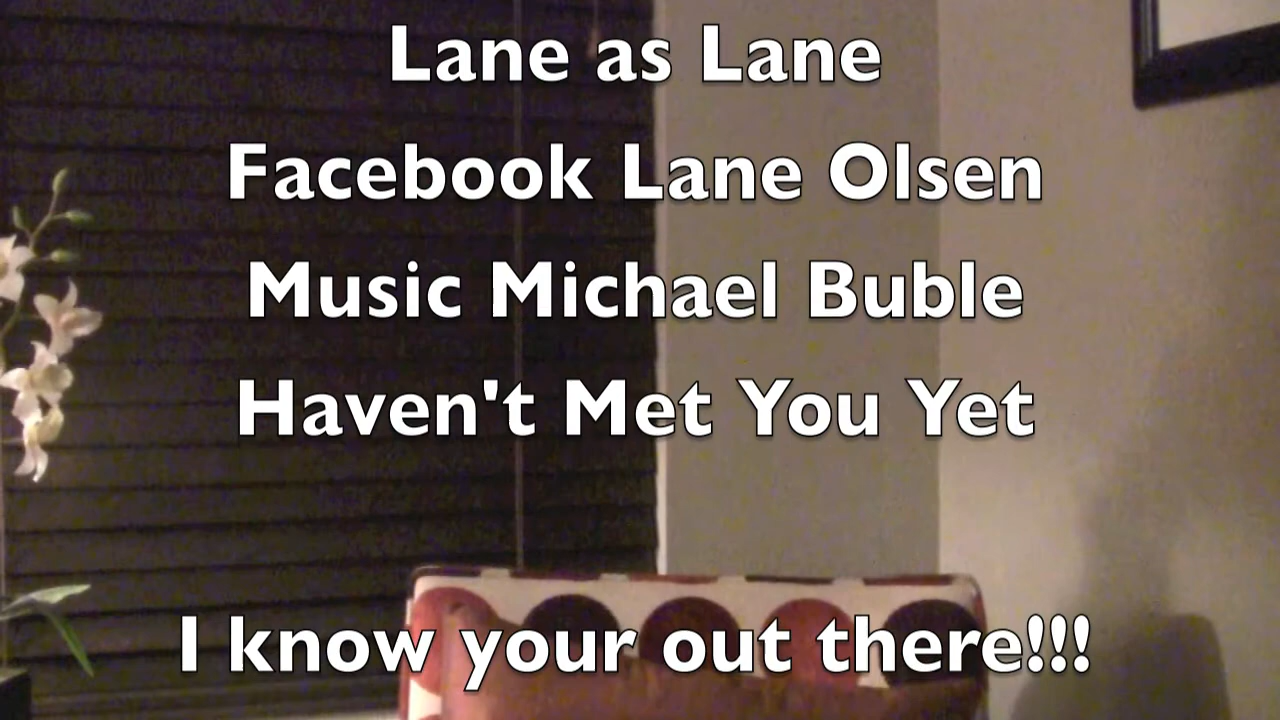 Lane as Lane
Facebook Lane Olsen
Music Michael Buble
Haven't Met You Yet
I know your out there!!!